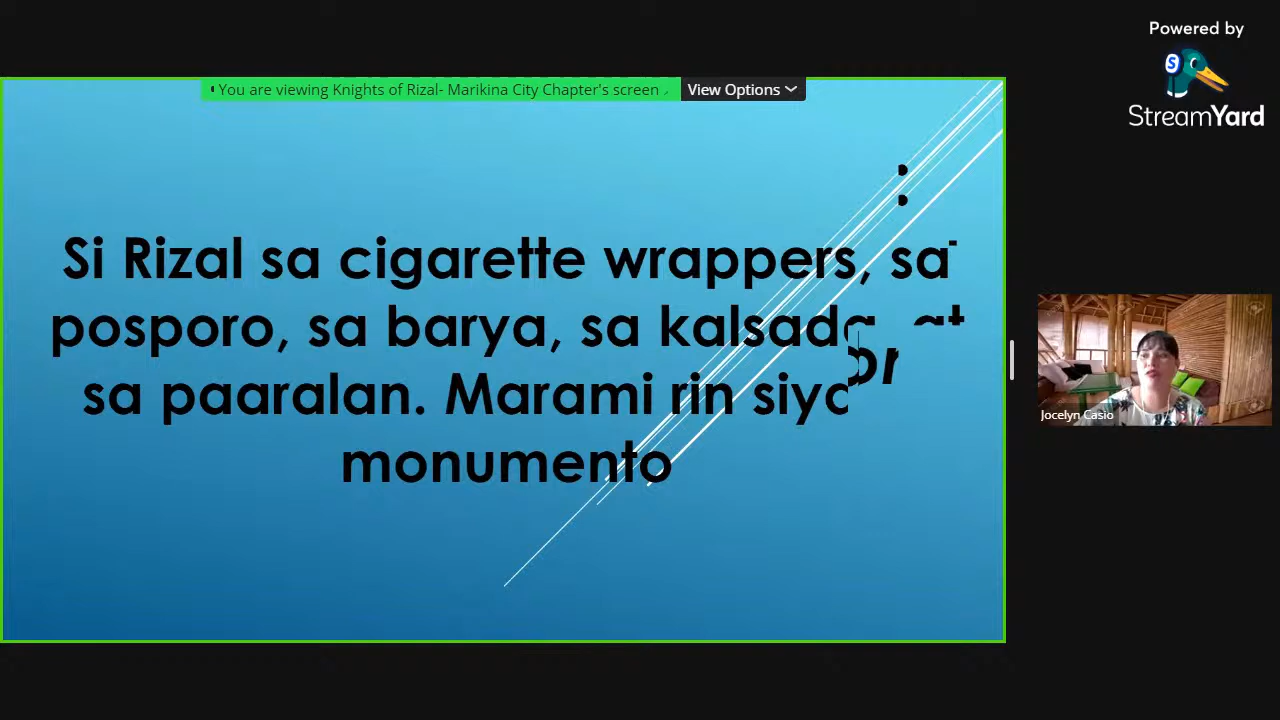 Powered by
StreamYard
You are viewing Knights of Rizal- Marikina City Chapter's screen
View Options
Si Rizal sa cigarette wrappers, sa
posporo, sa barya, sa kalsada, at
sa paaralan. Marami rin
monumento
Jocelyn Casio